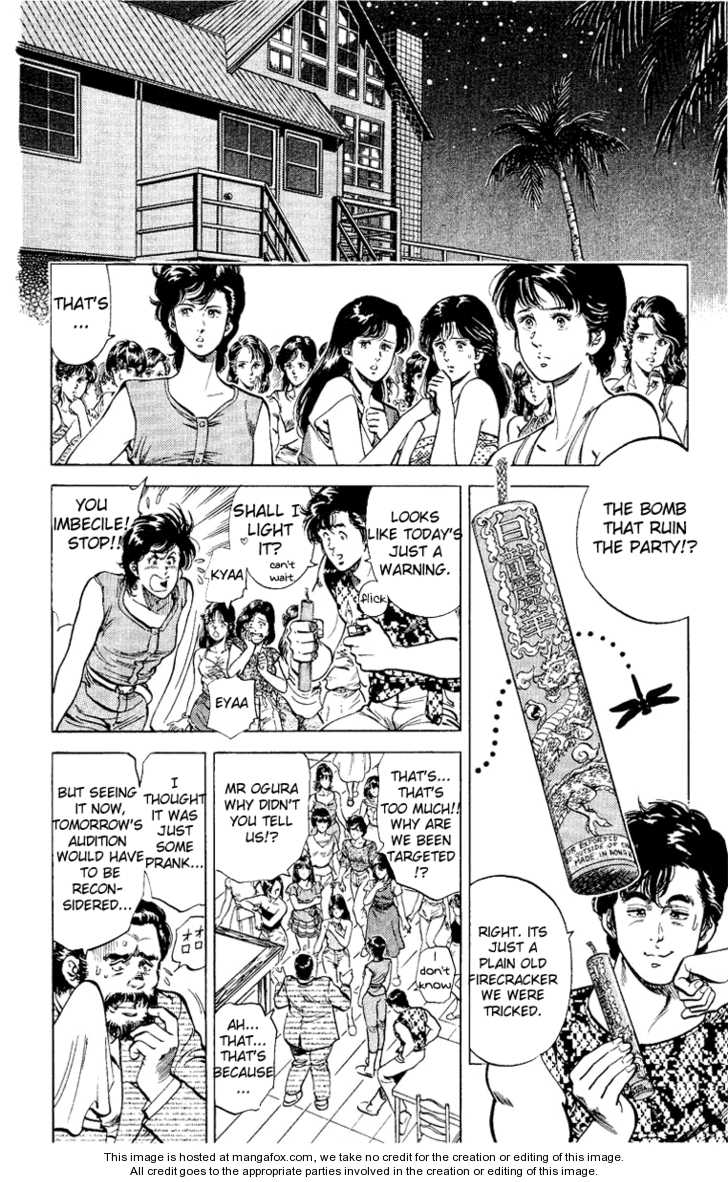 THAT'S
...
THE BOMB
THAT RUIN
THE PARTY!?
YOU
IMBECILE!
STOP!!
SHALL I
LIGHT
IT?
can't
wait
KYAA
LOOKS
LIKE TODAY'S
JUST A
WARNING.
flick
EYAA
白龍
華
FOR EXPORTED
MADE IN
RIGHT. ITS
JUST A
PLAIN OLD
FIRECRACKER
WE WERE
TRICKED.
THAT'S...
THAT'S
TOO MUCH!!
WHY ARE
WE BEEN
TARGETED
!?
MR OGURA
WHY DIDN'T
YOU TELL
US!?
I
don't
know
AH...
THAT...
THAT'S
BECAUSE
...
I
THOUGHT
IT WAS
JUST
SOME
PRANK...
BUT SEEING
IT NOW,
TOMORROW'S
AUDITION
WOULD HAVE
TO BE
RECON-
SIDERED...
オロ
オロ
This image is hosted at mangafox.com, we take no credit for the creation or editing of this image.
All credit goes to the appropriate parties involved in the creation or editing of this image.